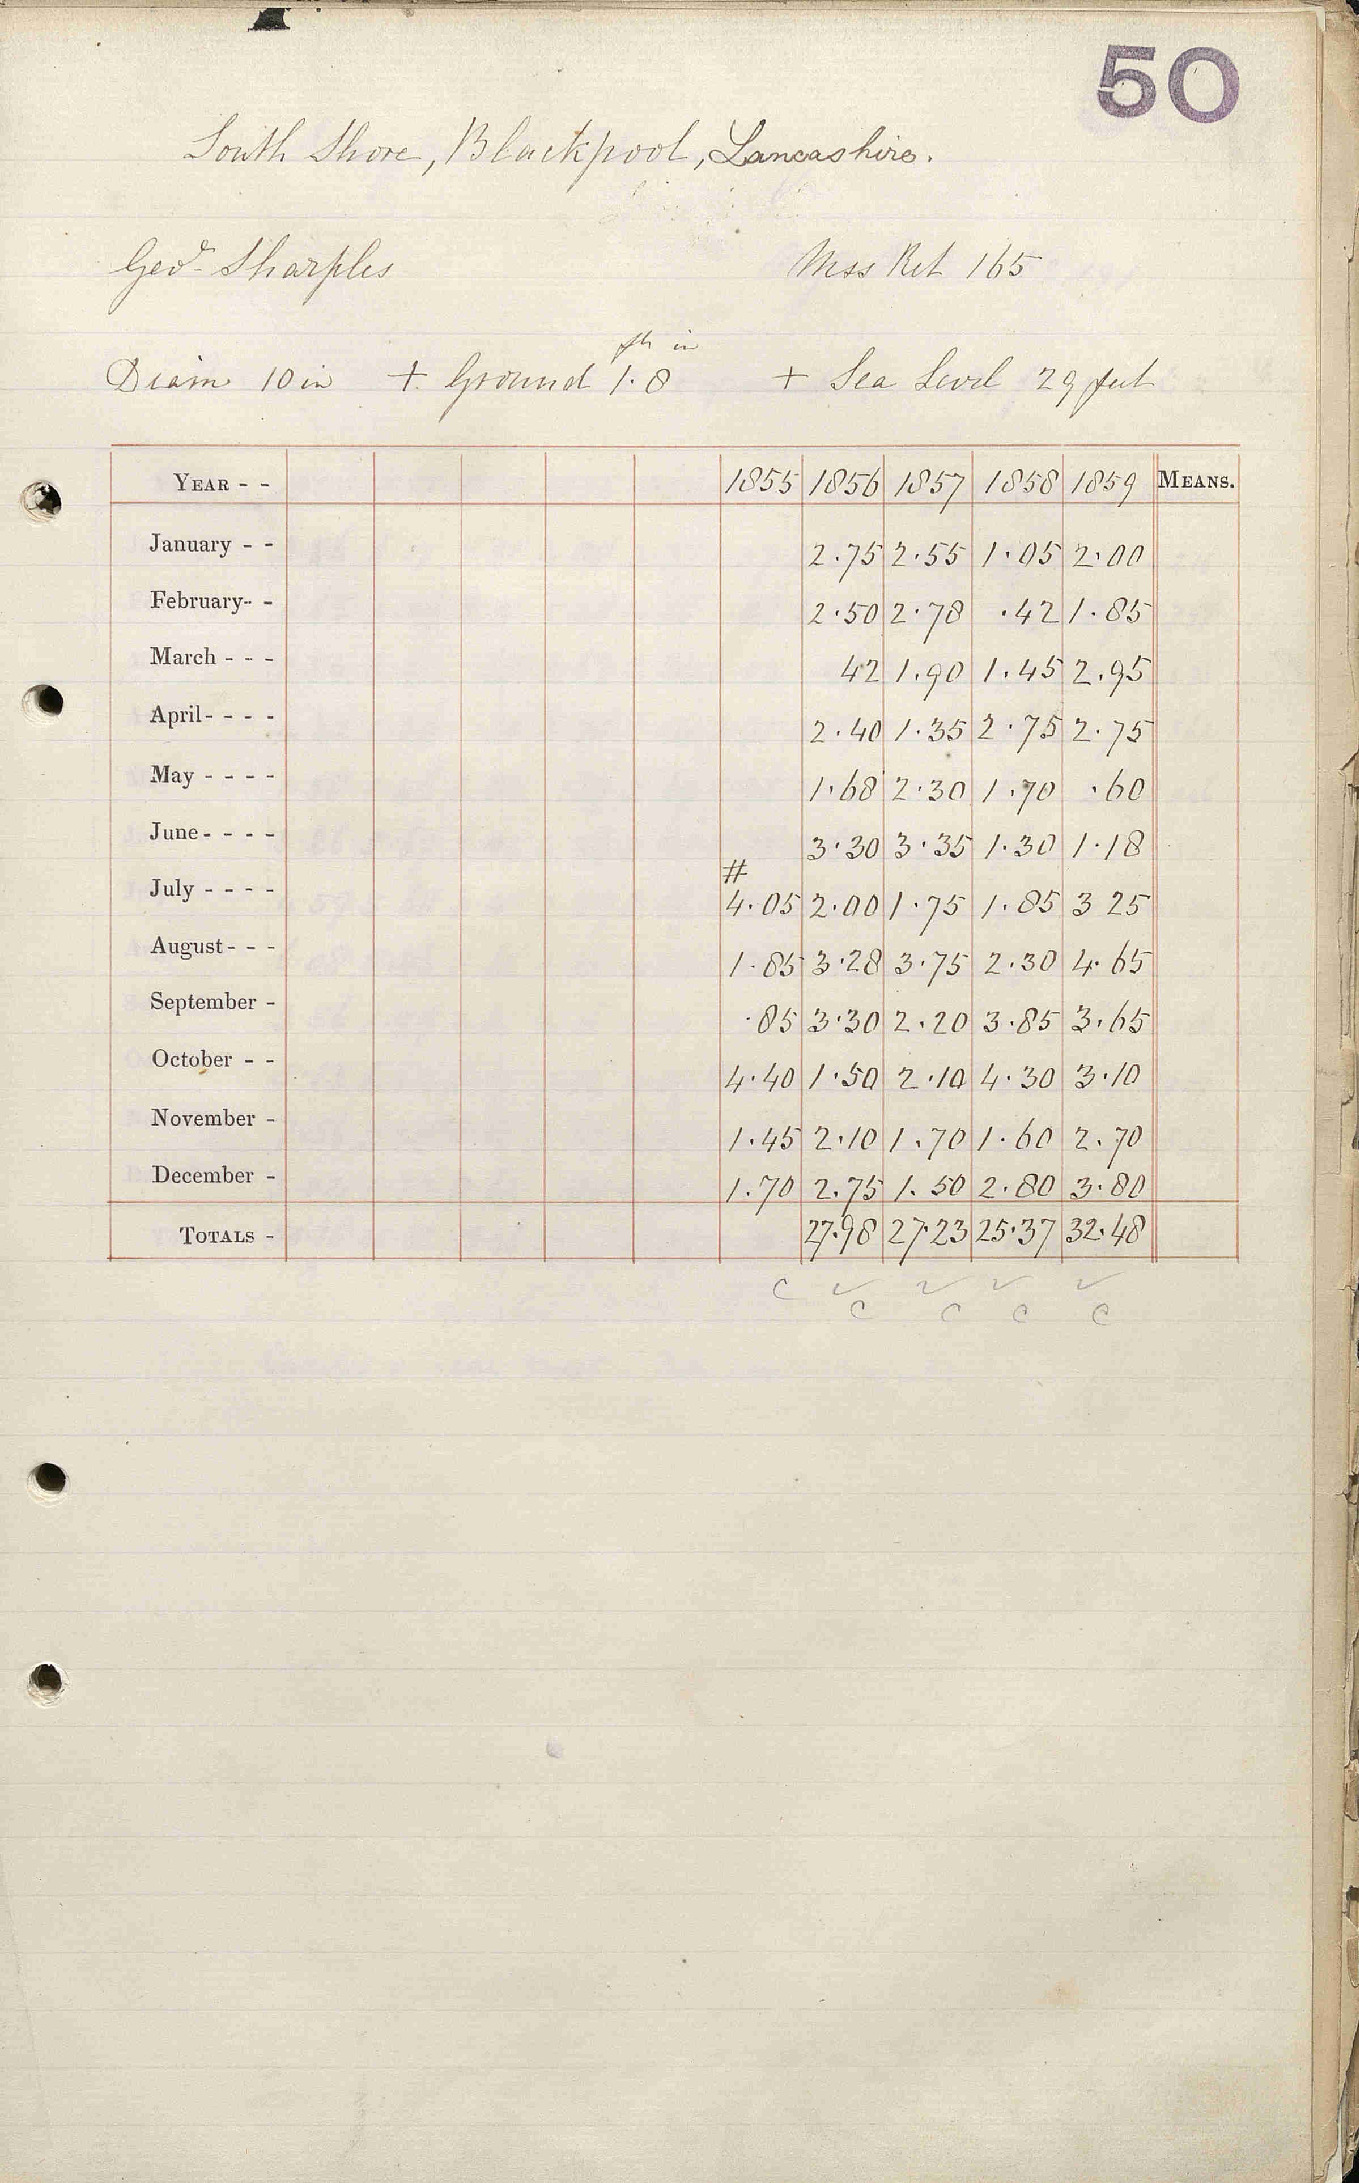 50
South Shore, Blackpool, Lancashire.
Geo. Sharples Mss Ret 165
ft in
Diam 10 in + Ground 1.8 + Sea Level 29 feet
YEAR - - 1855 1856 1857 1858 1859 MEANS.
January - - 2.75 2.55 1.05 2.00
February- - 2.50 2.78 .42 1.85
March - - - 42 1.90 1.45 2.95
April- - - - 2.40 1.35 2.75 2.75
May - - - - 1.68 2.30 1.70 .60
June- - - - 3.30 3.35 1.30 1.18
#
July - - - - 4.05 2.00 1.75 1.85 3 25
August- - - 1.85 3.28 3.75 2.30 4.65
September - .85 3.30 2.20 3.85 3.65
October - - 4.40 1.50 2.10 4.30 3.10
November - 1.45 2.10 1.70 1.60 2.70
December - 1.70 2.75 1.50 2.80 3.80
TOTALS - 27.98 27.23 25.37 32.48
C ✓ ✓ ✓ ✓
C C C C